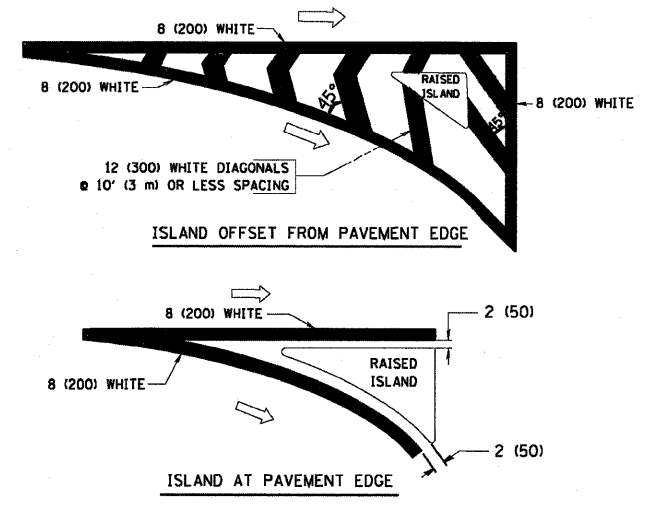 8 (200) WHITE
8 (200) WHITE
RAISED
ISLAND
45°
8 (200) WHITE
45°
12 (300) WHITE DIAGONALS
@ 10' (3 m) OR LESS SPACING
ISLAND OFFSET FROM PAVEMENT EDGE
8 (200) WHITE
2 (50)
RAISED
ISLAND
8 (200) WHITE
2 (50)
ISLAND AT PAVEMENT EDGE